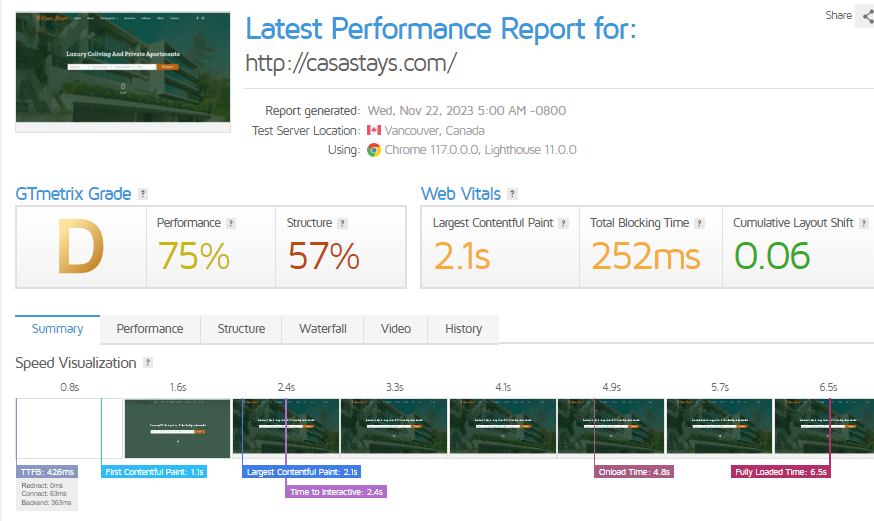 Share
Latest Performance Report for:
http://casastays.com/
Luxury Coliving And Private Apartments
Report generated: Wed, Nov 22, 2023 5:00 AM -0800
Test Server Location: Vancouver, Canada
Using: Chrome 117.0.0.0, Lighthouse 11.0.0
GTmetrix Grade ?
Web Vitals ?
D
Performance ?
75%
Structure ?
57%
Largest Contentful Paint ?
2.1s
Total Blocking Time ?
252ms
Cumulative Layout Shift ?
0.06
Summary Performance Structure Waterfall Video History
Speed Visualization ?
0.8s 1.6s 2.4s 3.3s 4.1s 4.9s 5.7s 6.5s
TTFB: 426ms
Redirect: 0ms
Connect: 63ms
Backend: 363ms
First Contentful Paint: 1.1s
Largest Contentful Paint: 2.1s
Time to Interactive: 2.4s
Onload Time: 4.8s
Fully Loaded Time: 6.5s